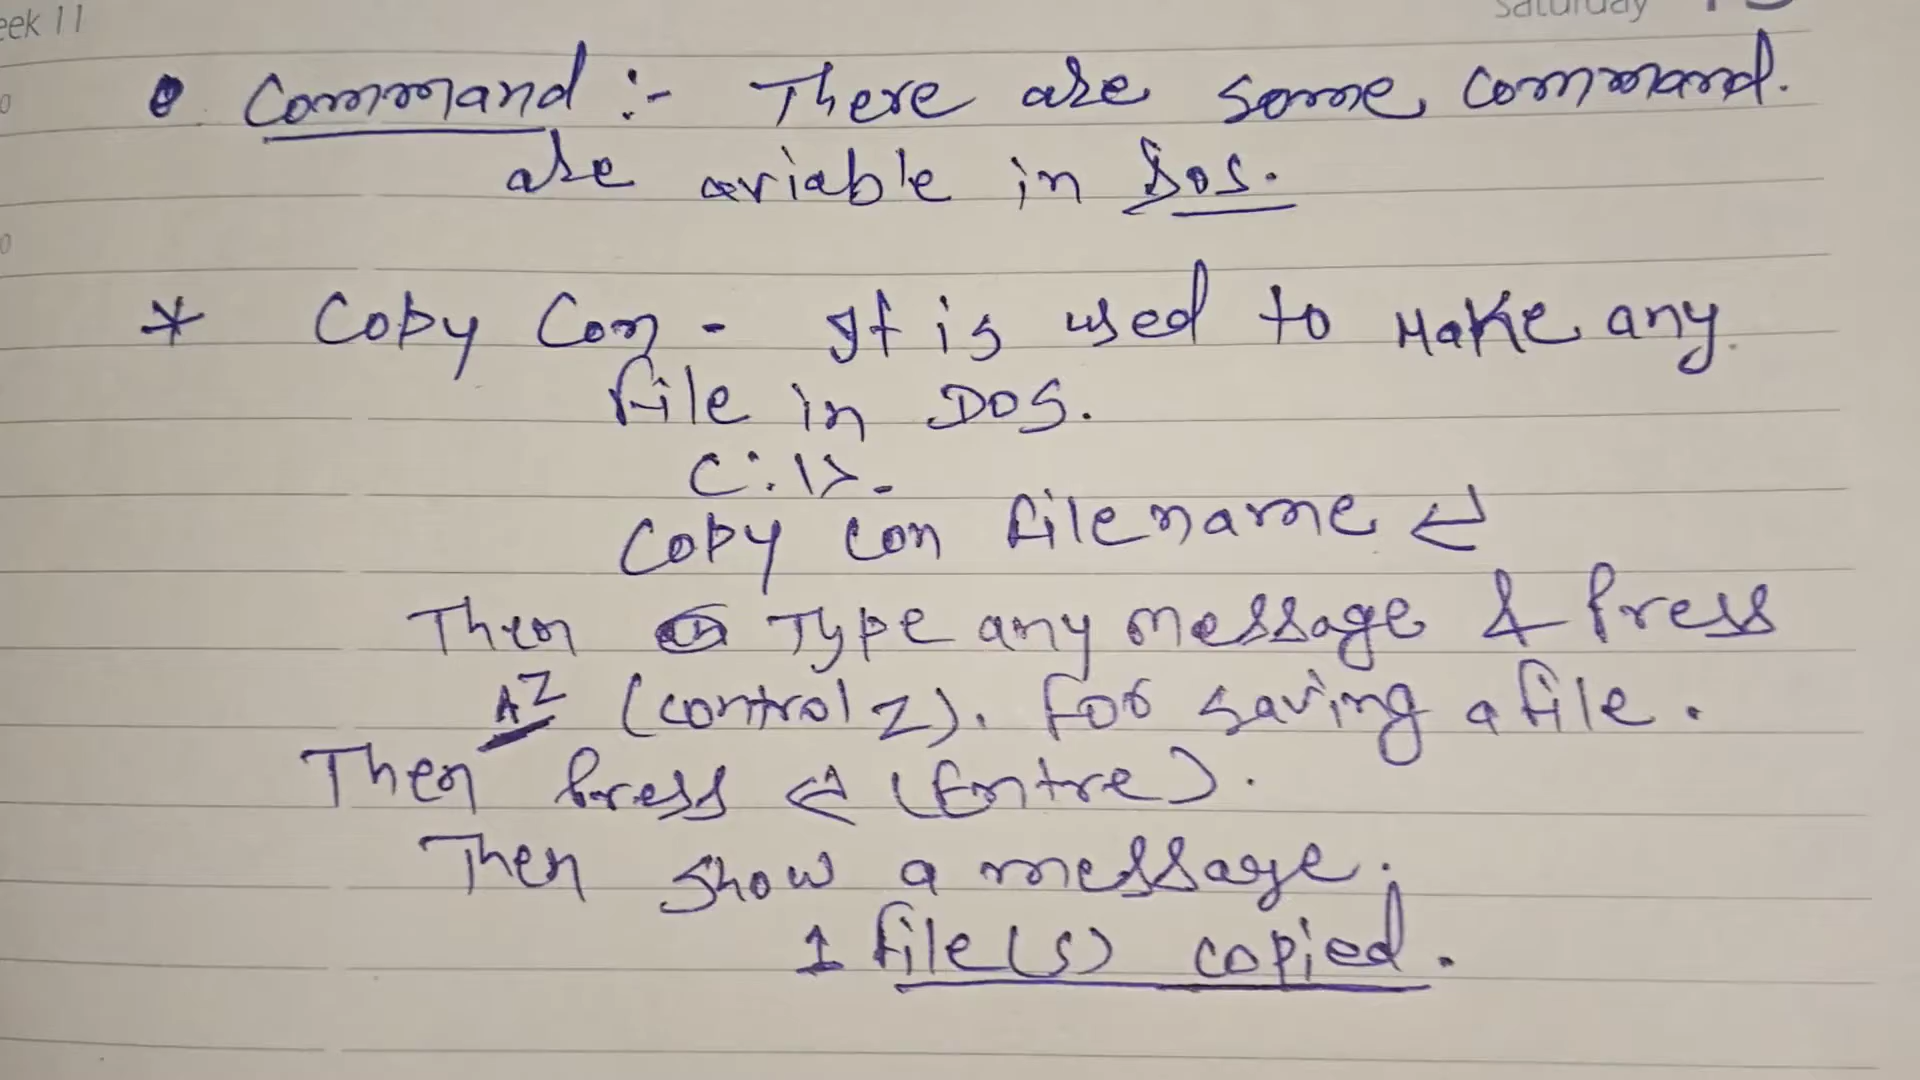 Week 11
Saturday
Command :- There are some command.
are avriable in Dos.
* Copy Con - It is used to Make any
file in DOS.
C:\>-
Copy con filename ↵
Then Type any message & Press
^Z (control z). For saving a file.
Then Press ↵ (Entre).
Then show a message.
1 file(s) copied.